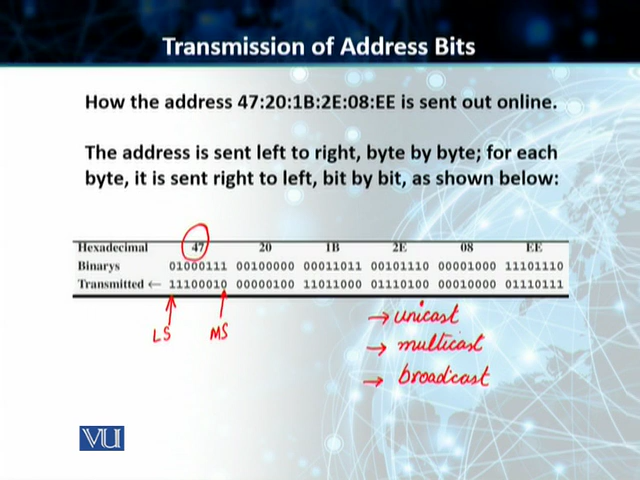 Transmission of Address Bits
How the address 47:20:1B:2E:08:EE is sent out online.
The address is sent left to right, byte by byte; for each
byte, it is sent right to left, bit by bit, as shown below:
Hexadecimal 47 20 1B 2E 08 EE
Binarys 01000111 00100000 00011011 00101110 00001000 11101110
Transmitted ← 11100010 00000100 11011000 01110100 00010000 01110111
LS MS
→ unicast
→ multicast
→ broadcast
VU